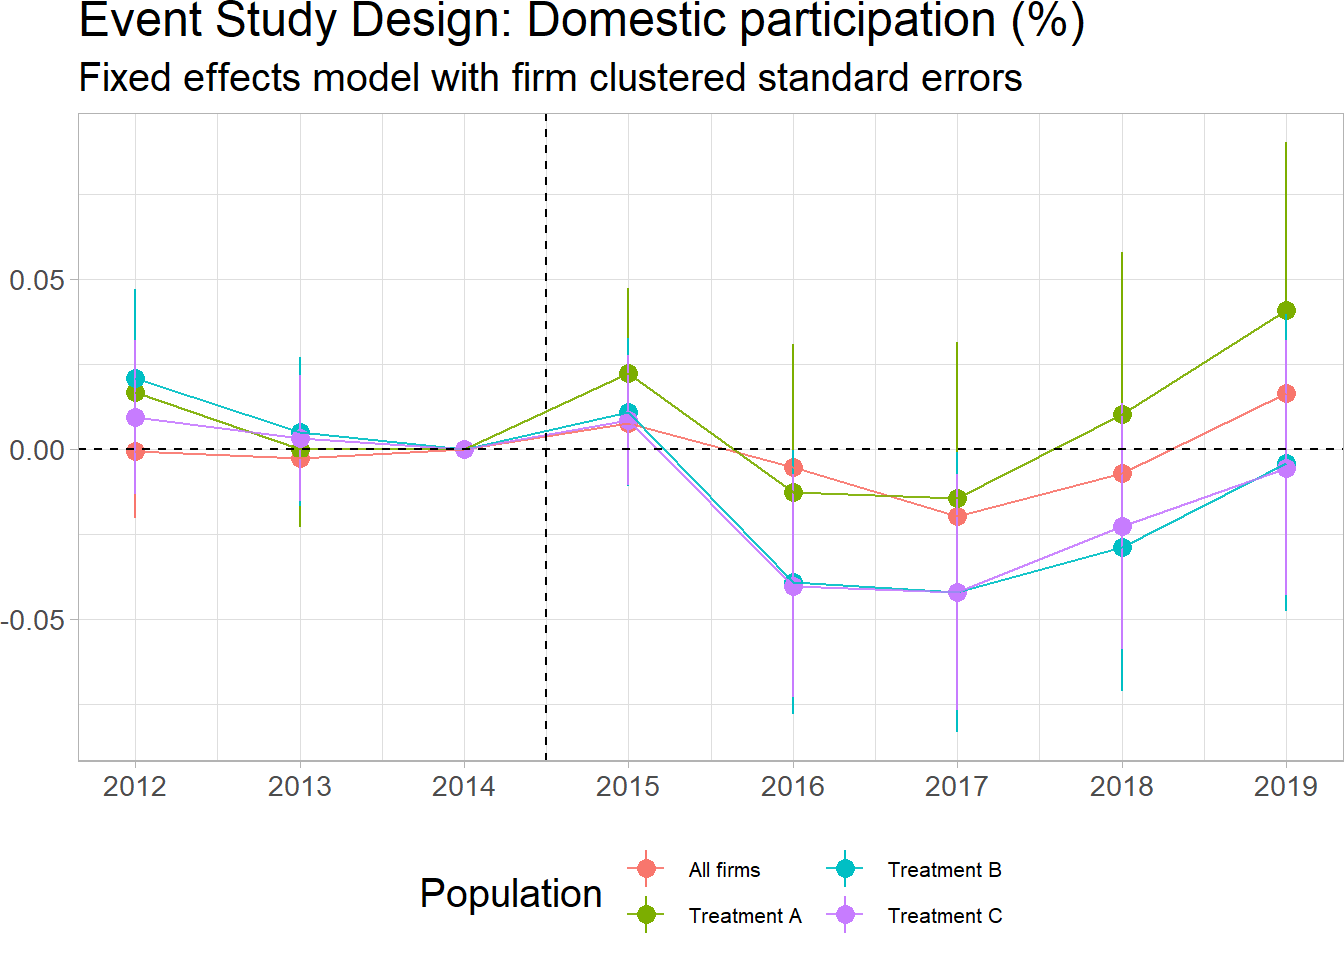 Event Study Design: Domestic participation (%)
Fixed effects model with firm clustered standard errors
0.05
0.00
-0.05
2012 2013 2014 2015 2016 2017 2018 2019
Population
All firms
Treatment B
Treatment A
Treatment C